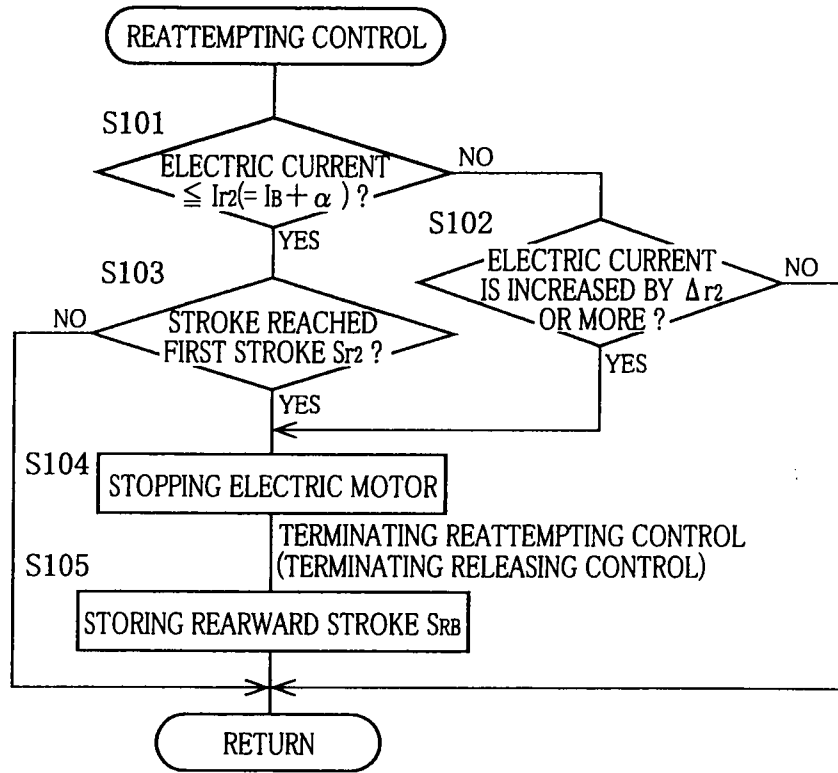 REATTEMPTING CONTROL
S101
ELECTRIC CURRENT
≦ Ir2(= IB + α ) ?
NO
YES
S102
ELECTRIC CURRENT
IS INCREASED BY Δr2
OR MORE ?
NO
YES
S103
STROKE REACHED
FIRST STROKE Sr2 ?
NO
YES
S104
STOPPING ELECTRIC MOTOR
TERMINATING REATTEMPTING CONTROL
(TERMINATING RELEASING CONTROL)
S105
STORING REARWARD STROKE SRB
RETURN